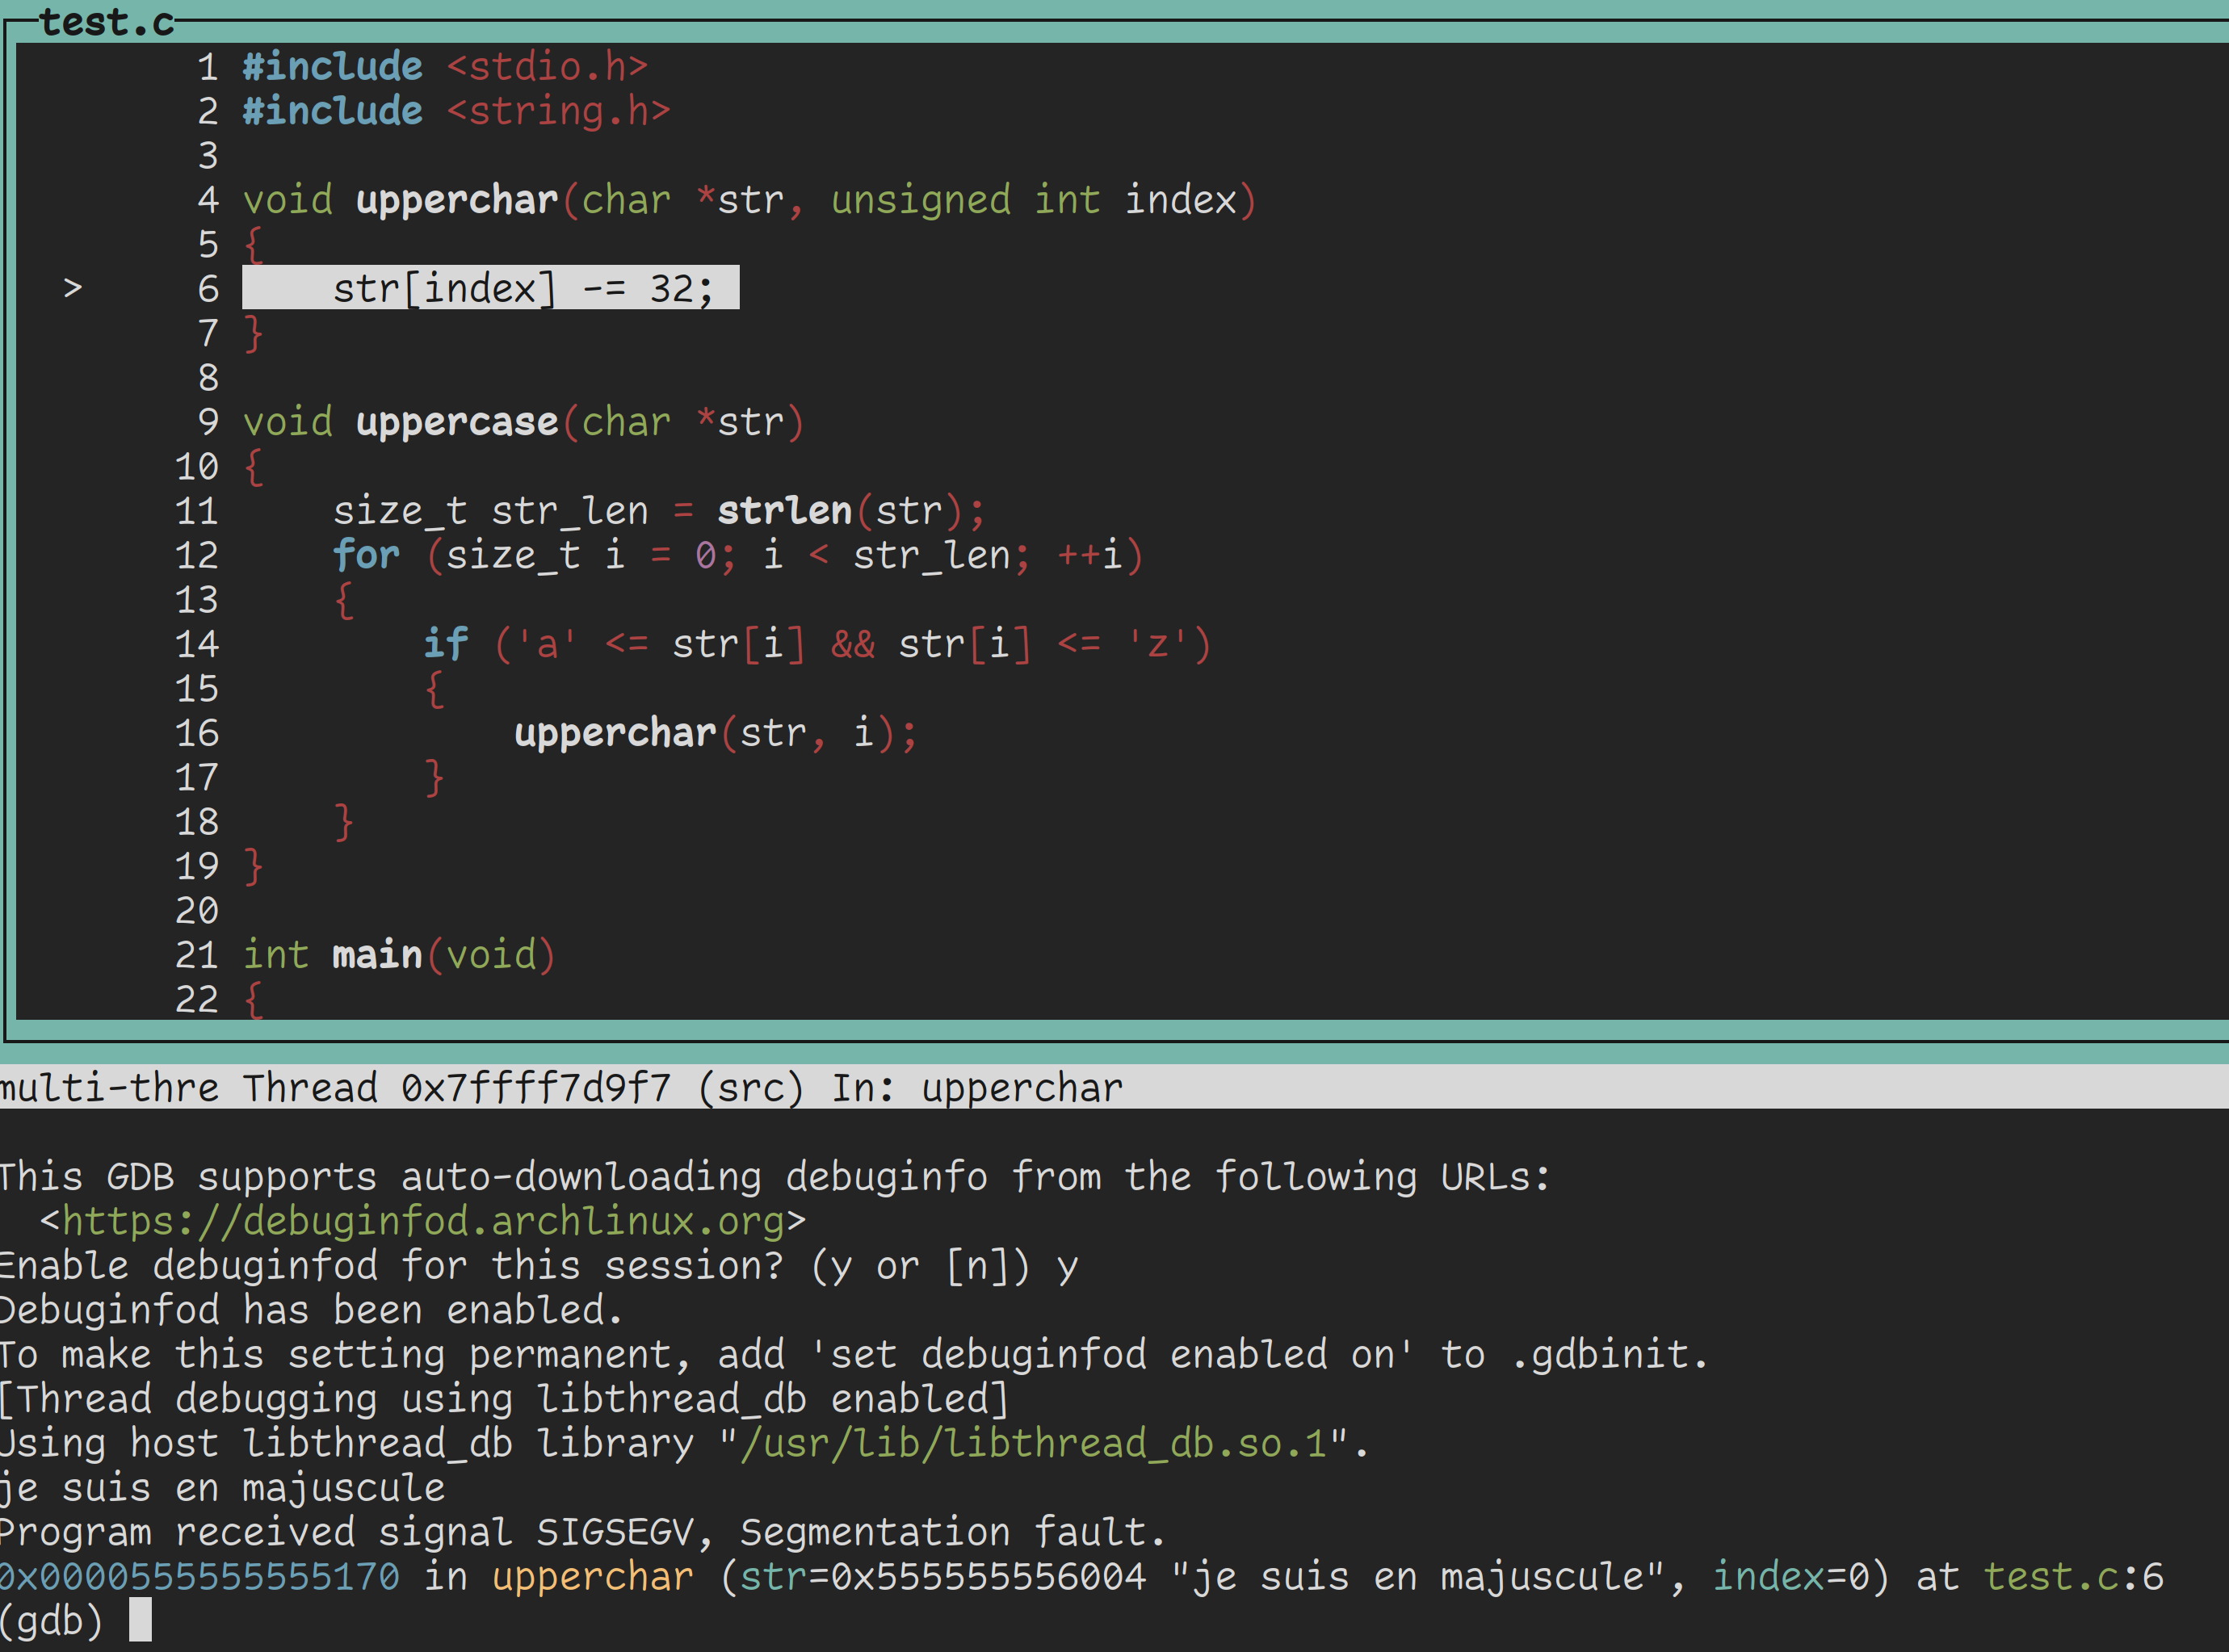 test.c
1 #include <stdio.h>
2 #include <string.h>
3
4 void upperchar(char *str, unsigned int index)
5 {
> 6     str[index] -= 32;
7 }
8
9 void uppercase(char *str)
10 {
11     size_t str_len = strlen(str);
12     for (size_t i = 0; i < str_len; ++i)
13     {
14         if ('a' <= str[i] && str[i] <= 'z')
15         {
16             upperchar(str, i);
17         }
18     }
19 }
20
21 int main(void)
22 {
multi-thre Thread 0x7ffff7d9f7 (src) In: upperchar
This GDB supports auto-downloading debuginfo from the following URLs:
  <https://debuginfod.archlinux.org>
Enable debuginfod for this session? (y or [n]) y
Debuginfod has been enabled.
To make this setting permanent, add 'set debuginfod enabled on' to .gdbinit.
[Thread debugging using libthread_db enabled]
Using host libthread_db library "/usr/lib/libthread_db.so.1".
je suis en majuscule
Program received signal SIGSEGV, Segmentation fault.
0x0000555555555170 in upperchar (str=0x555555556004 "je suis en majuscule", index=0) at test.c:6
(gdb)